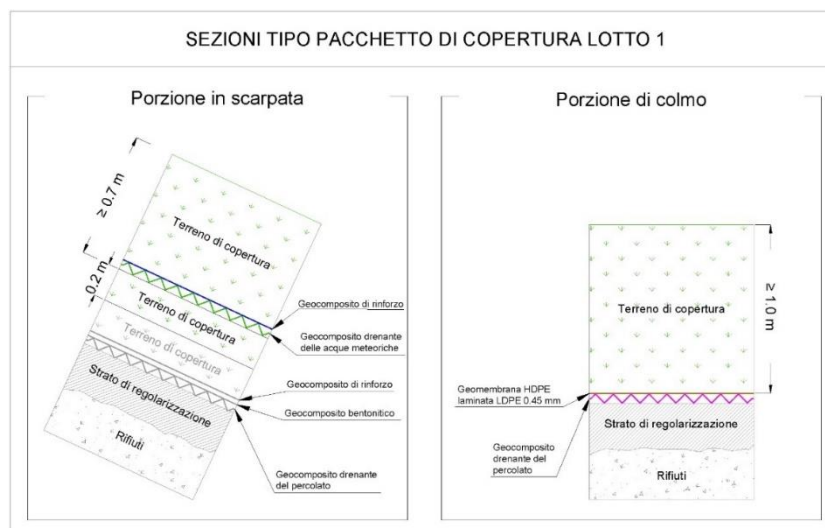 SEZIONI TIPO PACCHETTO DI COPERTURA LOTTO 1
Porzione in scarpata
≥ 0.7 m
Terreno di copertura
0.2 m
Terreno di copertura
Terreno di copertura
Strato di regolarizzazione
Rifiuti
Geocomposito di rinforzo
Geocomposito drenante
delle acque meteoriche
Geocomposito di rinforzo
Geocomposito bentonitico
Geocomposito drenante
del percolato
Porzione di colmo
Terreno di copertura
≥ 1.0 m
Geomembrana HDPE
laminata LDPE 0.45 mm
Strato di regolarizzazione
Geocomposito
drenante del
percolato
Rifiuti